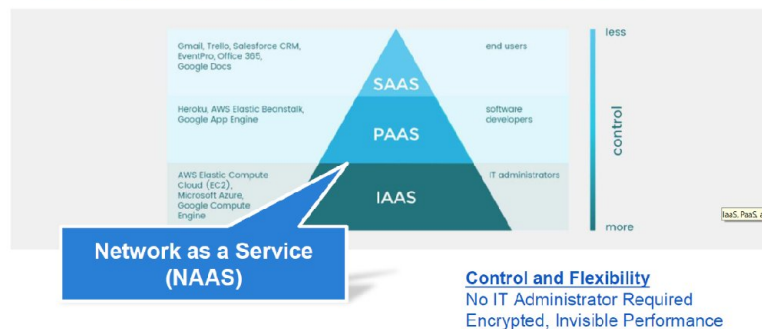 Gmail, Trello, Salesforce CRM,
EventPro, Office 365,
Google Docs
SAAS
end users
less
Heroku, AWS Elastic Beanstalk,
Google App Engine
PAAS
software
developers
control
AWS Elastic Compute
Cloud (EC2),
Microsoft Azure,
Google Compute
Engine
IAAS
IT administrators
more
IaaS, PaaS, a
Network as a Service
(NAAS)
Control and Flexibility
No IT Administrator Required
Encrypted, Invisible Performance